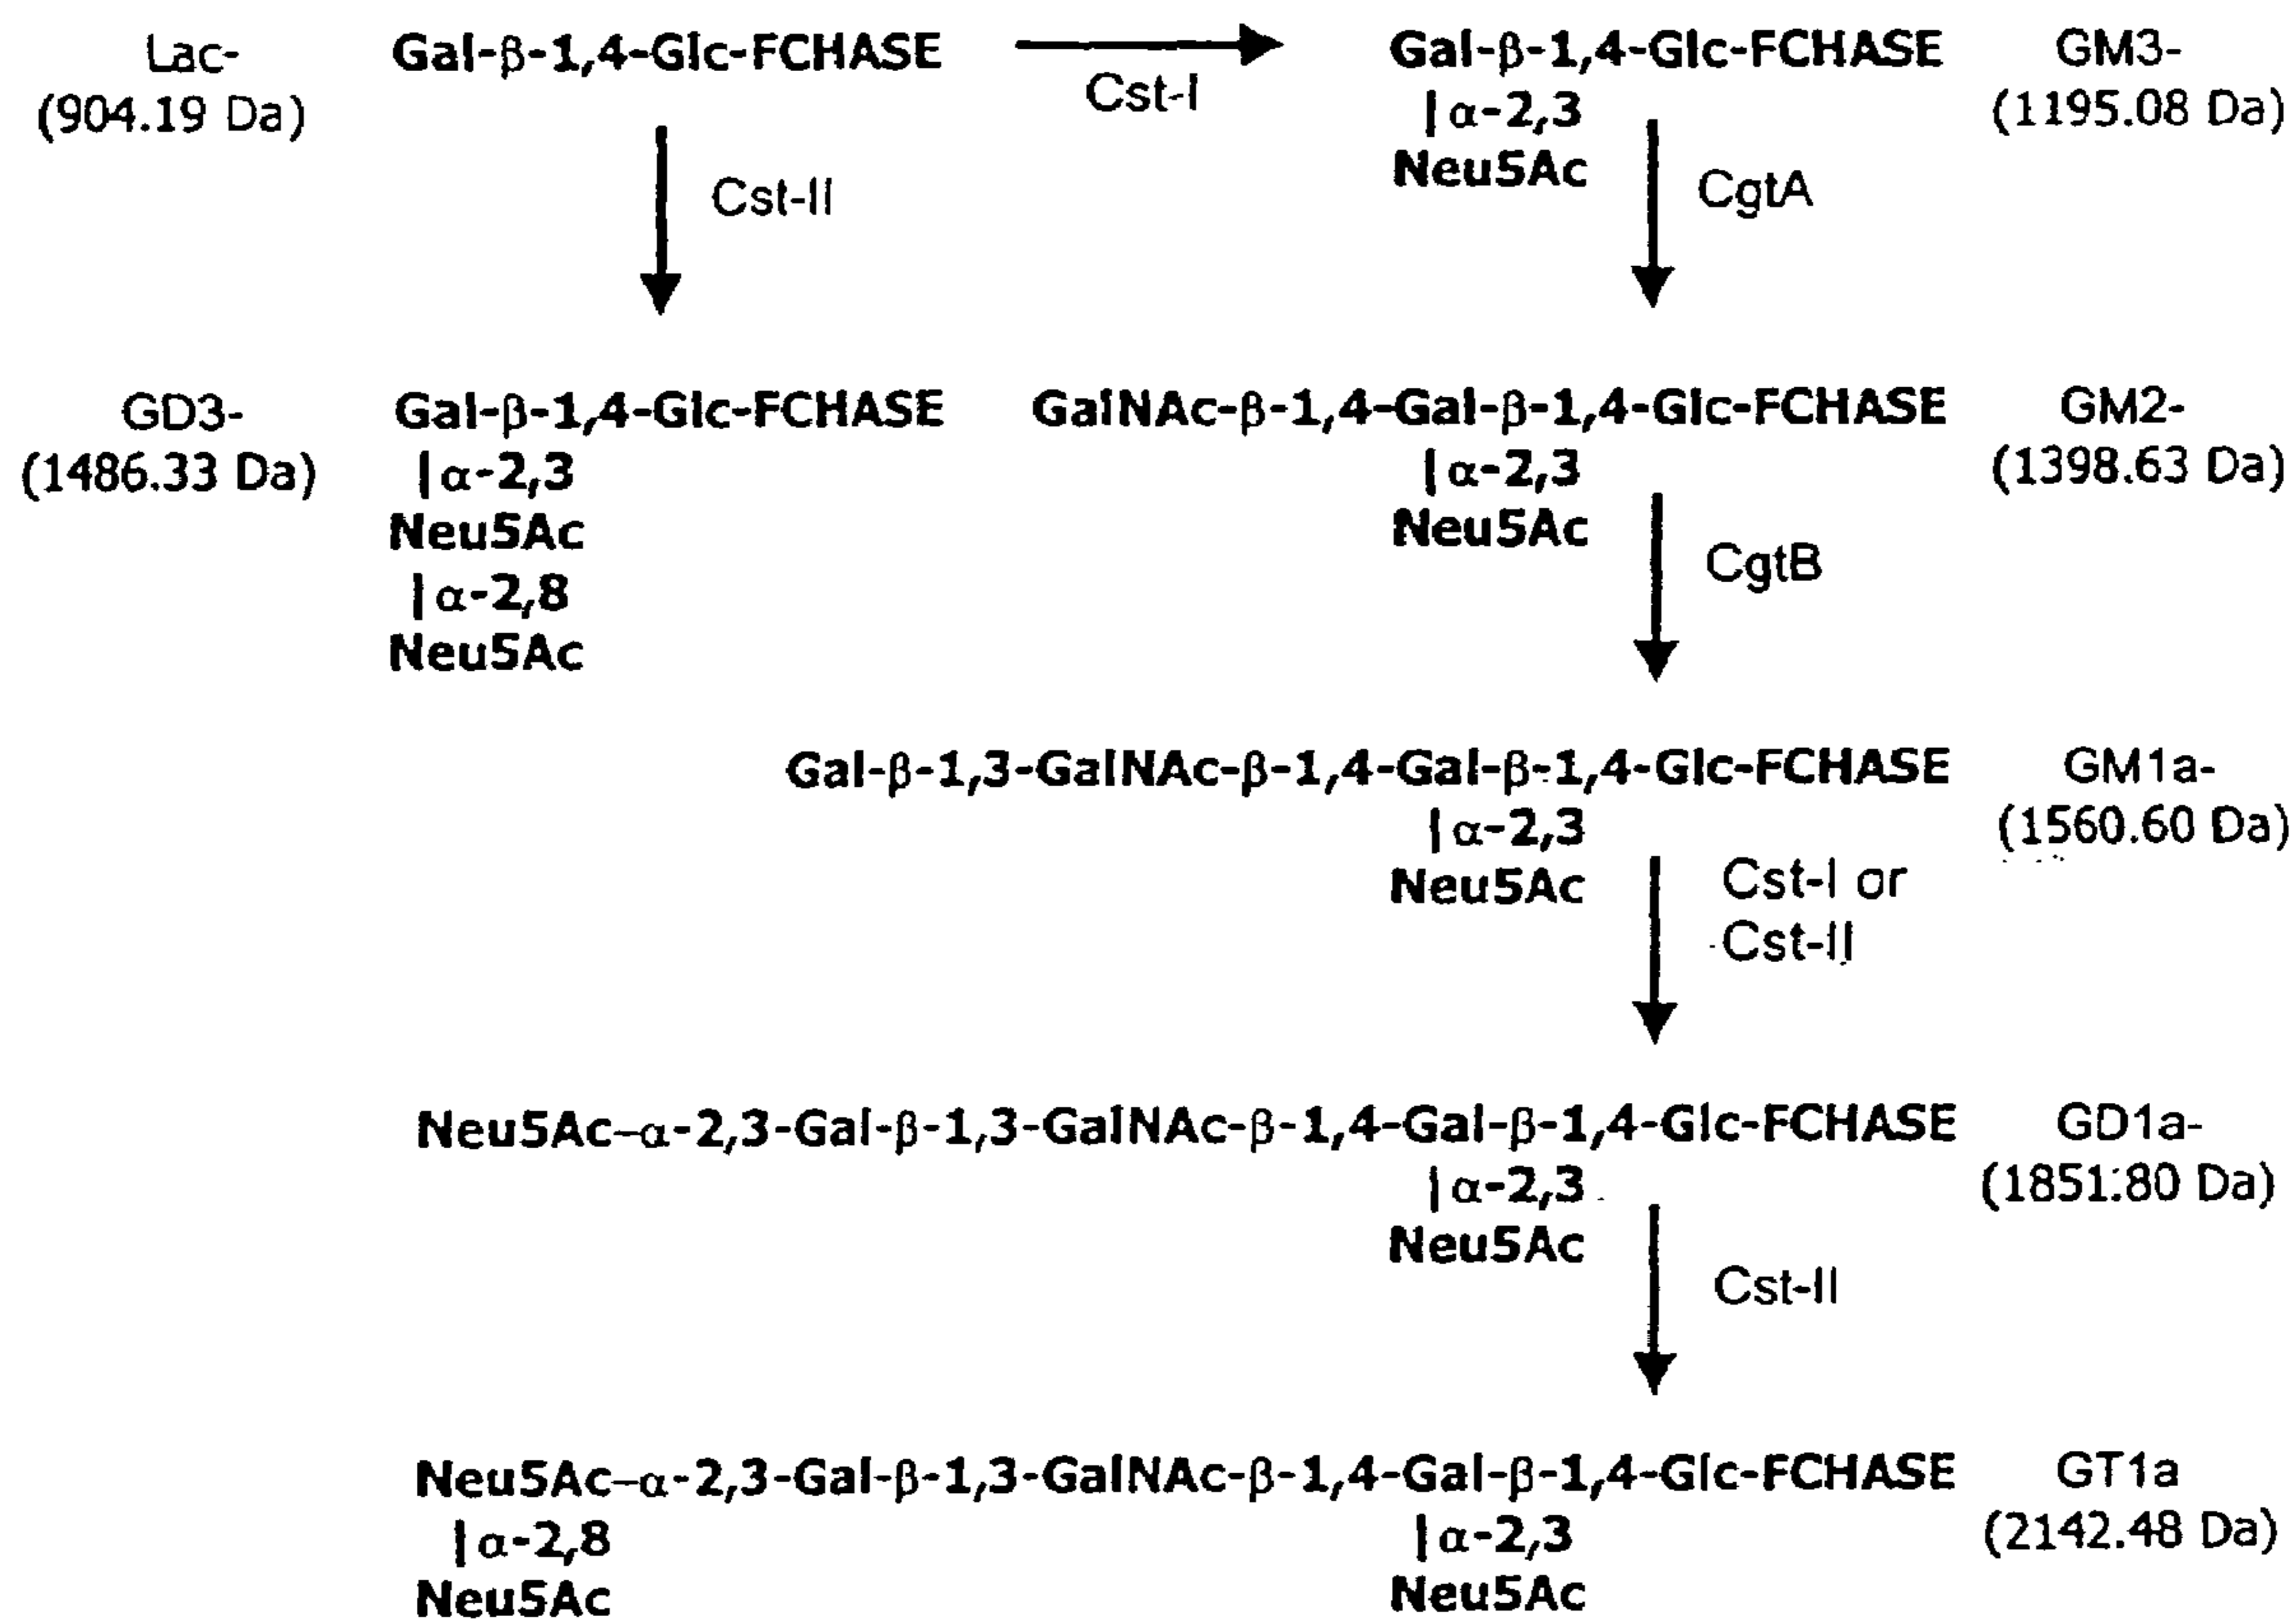 Lac-
(904.19 Da)
Gal-β-1,4-Glc-FCHASE
Cst-I
Gal-β-1,4-Glc-FCHASE
|α-2,3
Neu5Ac
GM3-
(1195.08 Da)
Cst-II
CgtA
GD3-
(1486.33 Da)
Gal-β-1,4-Glc-FCHASE
|α-2,3
Neu5Ac
|α-2,8
Neu5Ac
GalNAc-β-1,4-Gal-β-1,4-Glc-FCHASE
|α-2,3
Neu5Ac
GM2-
(1398.63 Da)
CgtB
Gal-β-1,3-GalNAc-β-1,4-Gal-β-1,4-Glc-FCHASE
|α-2,3
Neu5Ac
GM1a-
(1560.60 Da)
Cst-I or
Cst-II
Neu5Ac-α-2,3-Gal-β-1,3-GalNAc-β-1,4-Gal-β-1,4-Glc-FCHASE
|α-2,3
Neu5Ac
GD1a-
(1851.80 Da)
Cst-II
Neu5Ac-α-2,3-Gal-β-1,3-GalNAc-β-1,4-Gal-β-1,4-Glc-FCHASE
|α-2,8
Neu5Ac
|α-2,3
Neu5Ac
GT1a
(2142.48 Da)